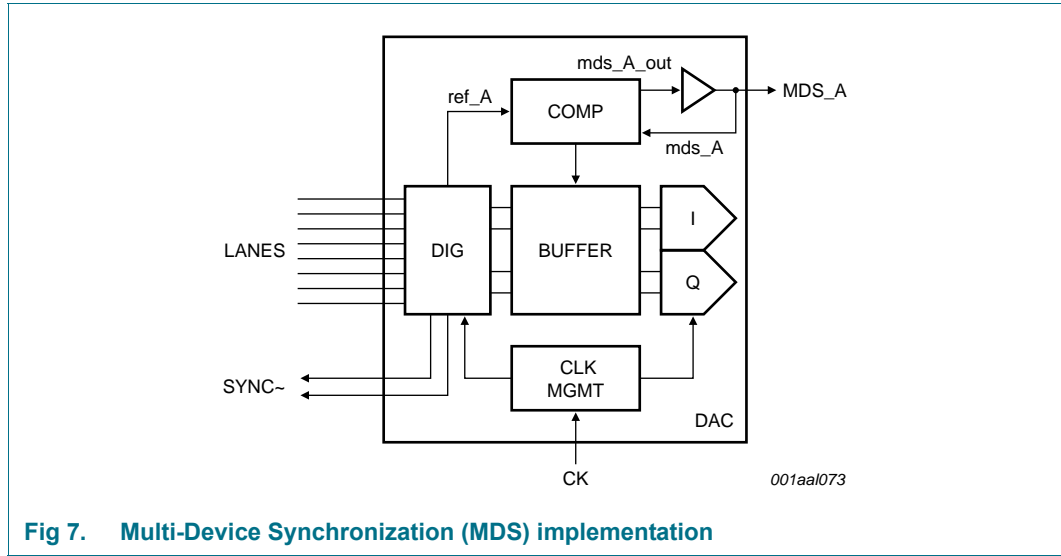 mds_A_out
MDS_A
ref_A
COMP
mds_A
I
LANES
DIG
BUFFER
Q
CLK
MGMT
SYNC~
DAC
CK
001aal073
Fig 7. Multi-Device Synchronization (MDS) implementation